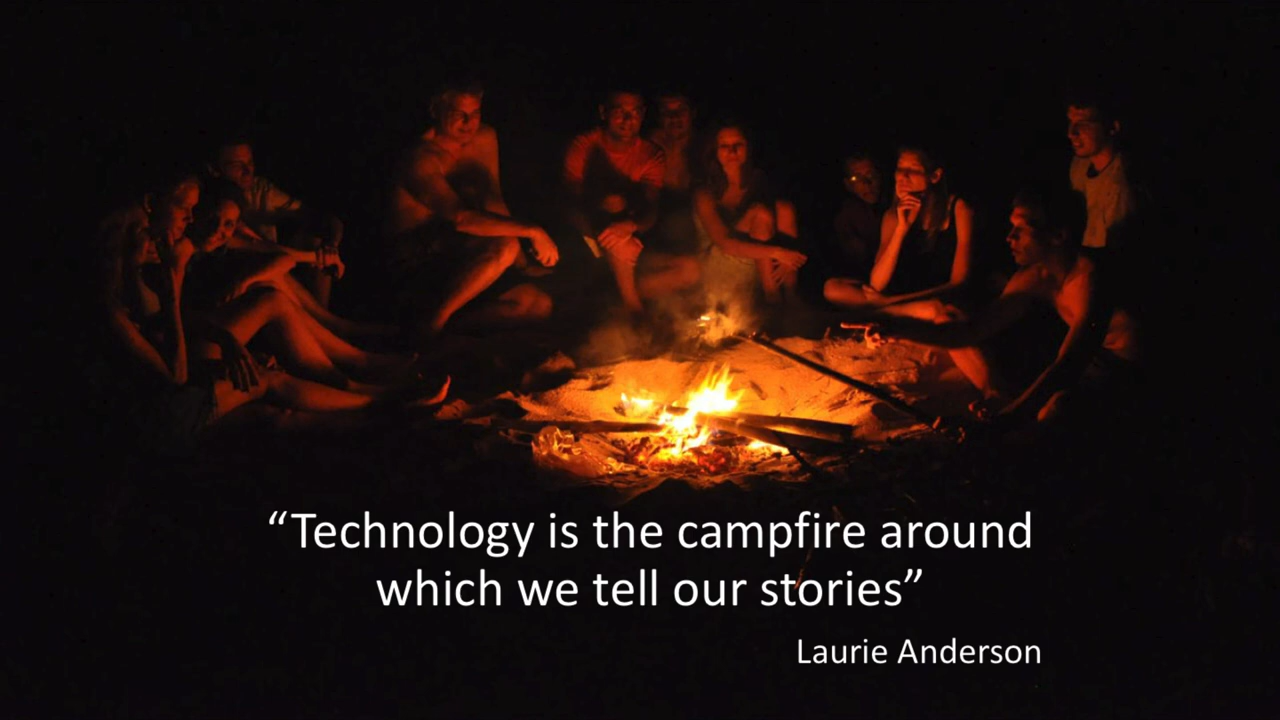 “Technology is the campfire around
which we tell our stories”
Laurie Anderson